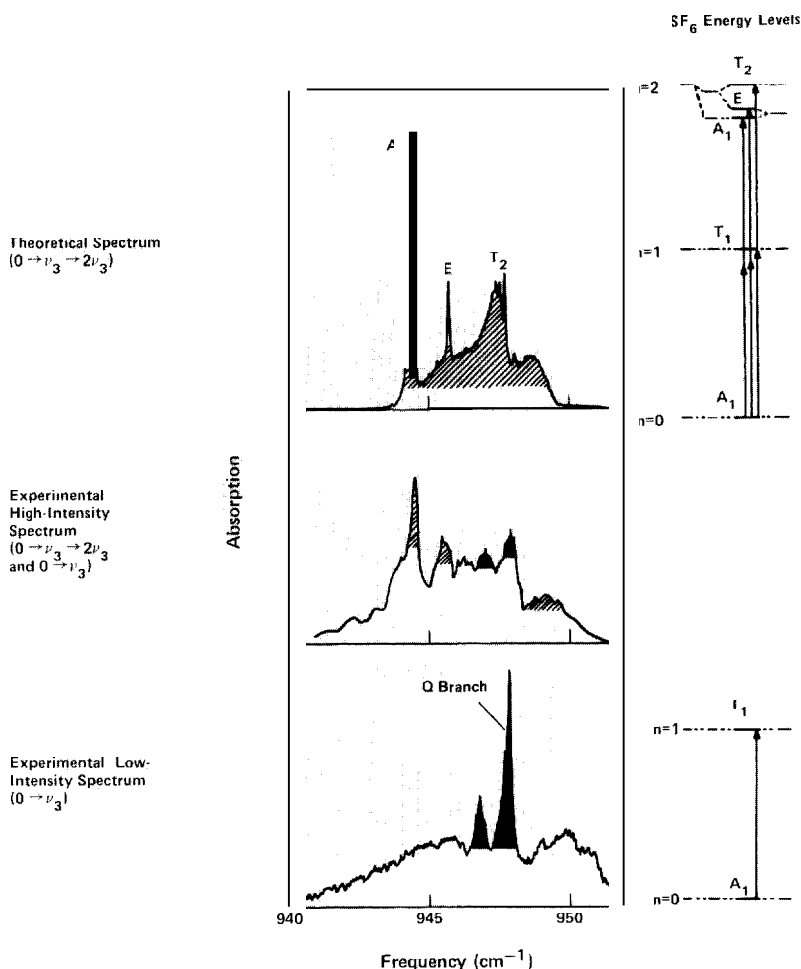 SF6 Energy Levels
T2
n=2
E
A1
A
Theoretical Spectrum
(0 → ν3 → 2ν3)
E
T2
T1
n=1
A1
n=0
Absorption
Experimental
High-Intensity
Spectrum
(0 → ν3 → 2ν3
and 0 → ν3)
Q Branch
n=1
Experimental Low-
Intensity Spectrum
(0 → ν3)
n=0
A1
940
945
950
Frequency (cm−1)